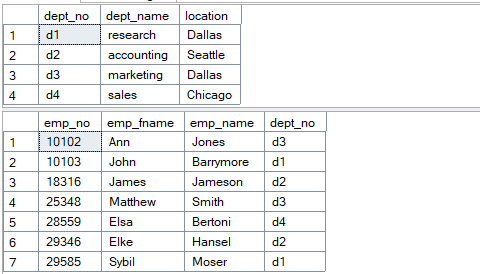 dept_no dept_name location
1 d1 research Dallas
2 d2 accounting Seattle
3 d3 marketing Dallas
4 d4 sales Chicago
emp_no emp_fname emp_name dept_no
1 10102 Ann Jones d3
2 10103 John Barrymore d1
3 18316 James Jameson d2
4 25348 Matthew Smith d3
5 28559 Elsa Bertoni d4
6 29346 Elke Hansel d2
7 29585 Sybil Moser d1